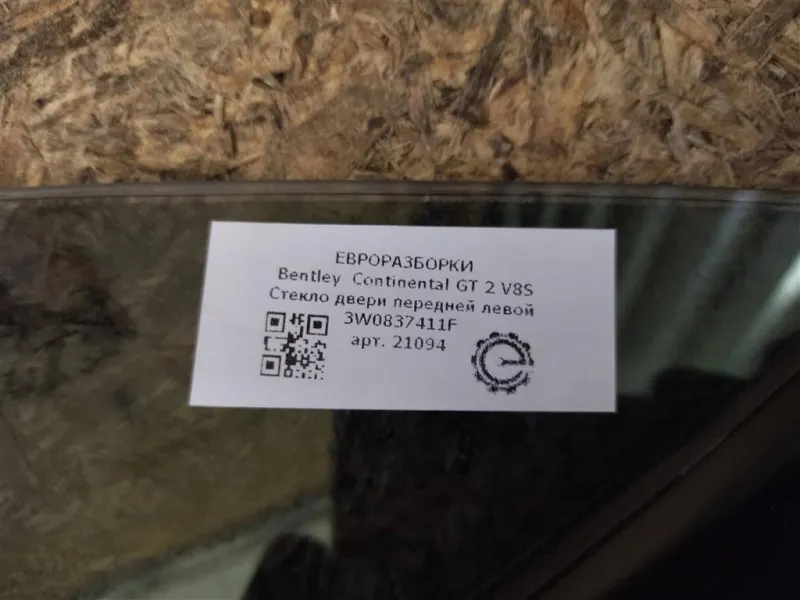 ЕВРОРАЗБОРКИ
Bentley Continental GT 2 V8S
Стекло двери передней левой
3W0837411F
арт. 21094